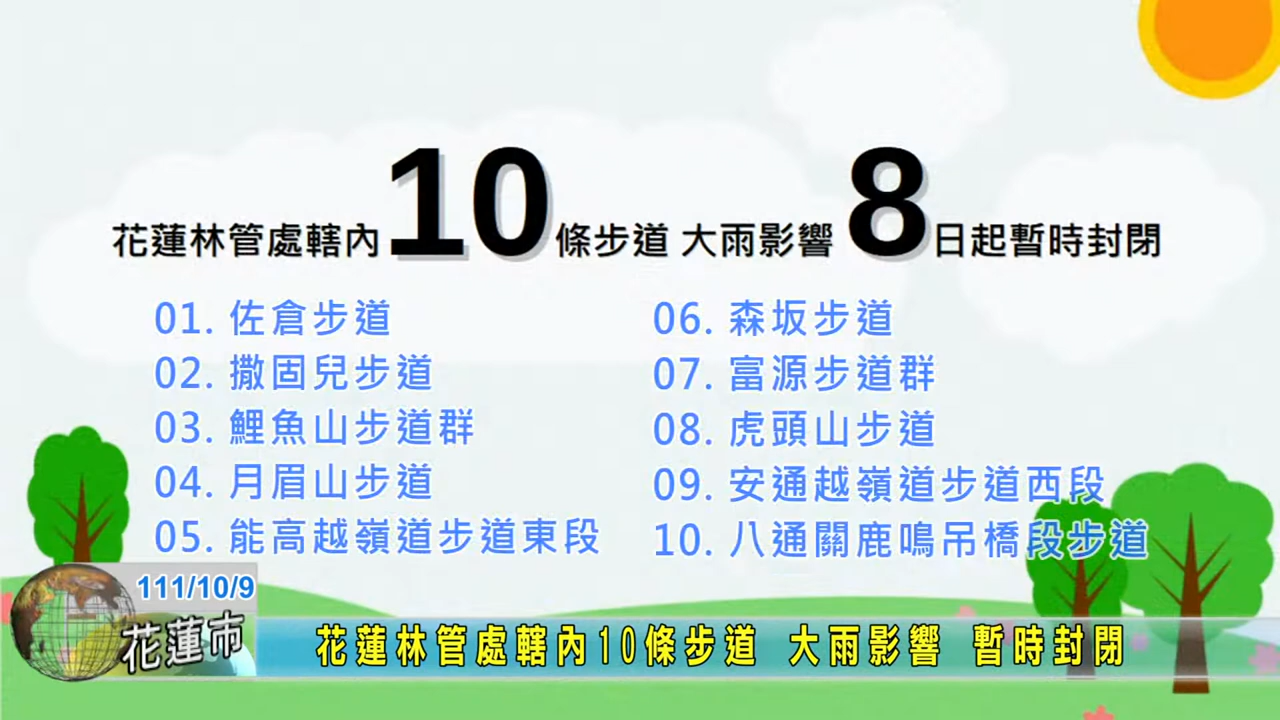 花蓮林管處轄內10條步道 大雨影響 8日起暫時封閉
01. 佐倉步道
02. 撒固兒步道
03. 鯉魚山步道群
04. 月眉山步道
05. 能高越嶺道步道東段
06. 森坂步道
07. 富源步道群
08. 虎頭山步道
09. 安通越嶺道步道西段
10. 八通關鹿鳴吊橋段步道
111/10/9
花蓮市
花蓮林管處轄內10條步道 大雨影響 暫時封閉